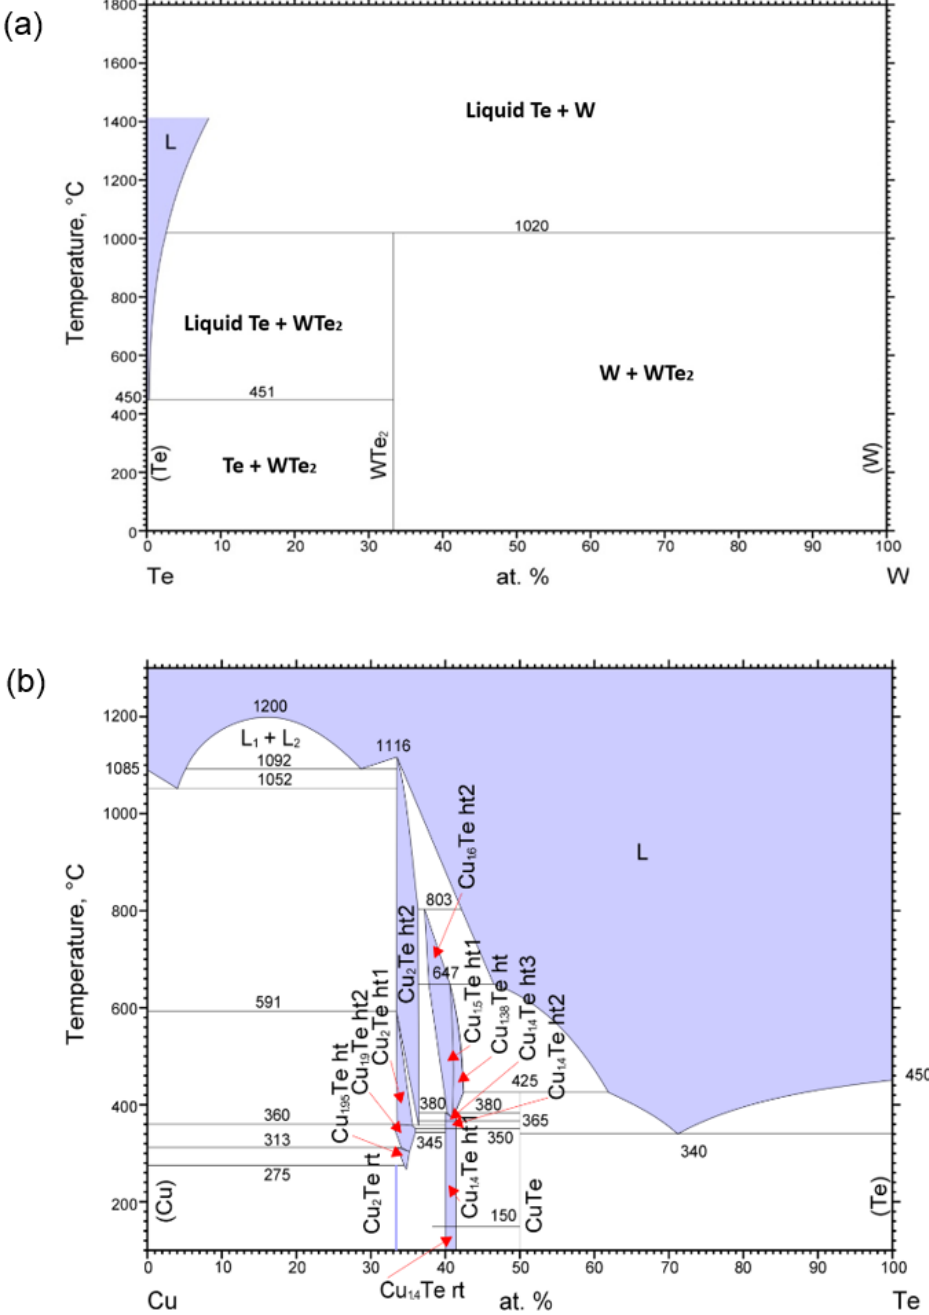 (a)
1800
1600
1400
1200
1000
800
600
450
400
200
0
Temperature, °C
L
Liquid Te + W
1020
Liquid Te + WTe₂
W + WTe₂
451
(Te)
Te + WTe₂
WTe₂
(W)
0 10 20 30 40 50 60 70 80 90 100
Te at. % W
(b)
1200
1085
1000
800
600
400
200
Temperature, °C
1200
L₁ + L₂
1116
1092
1052
L
Cu₁.₆Te ht2
803
Cu₂Te ht2
647
Cu₁.₅Te ht1
Cu₁.₃₈Te ht
Cu₁.₄Te ht3
Cu₁.₄Te ht2
591
Cu₂Te ht1
Cu₁.₉Te ht2
Cu₁.₉₅Te ht
425
450
380 380
360
365
345 350
313
340
275
(Cu)
Cu₂Te rt
Cu₁.₄Te ht1
150
CuTe
(Te)
0 10 20 30 40 50 60 70 80 90 100
Cu₁.₄Te rt
Cu at. % Te